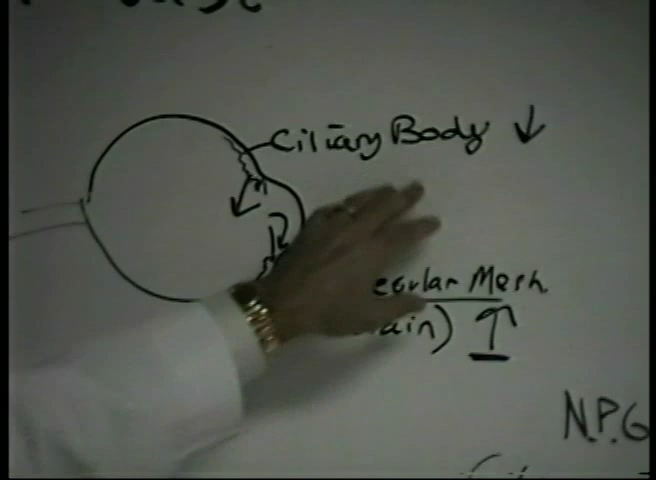 Ciliary Body ↓
ecular Mesh
ain) ↑
N.P.G